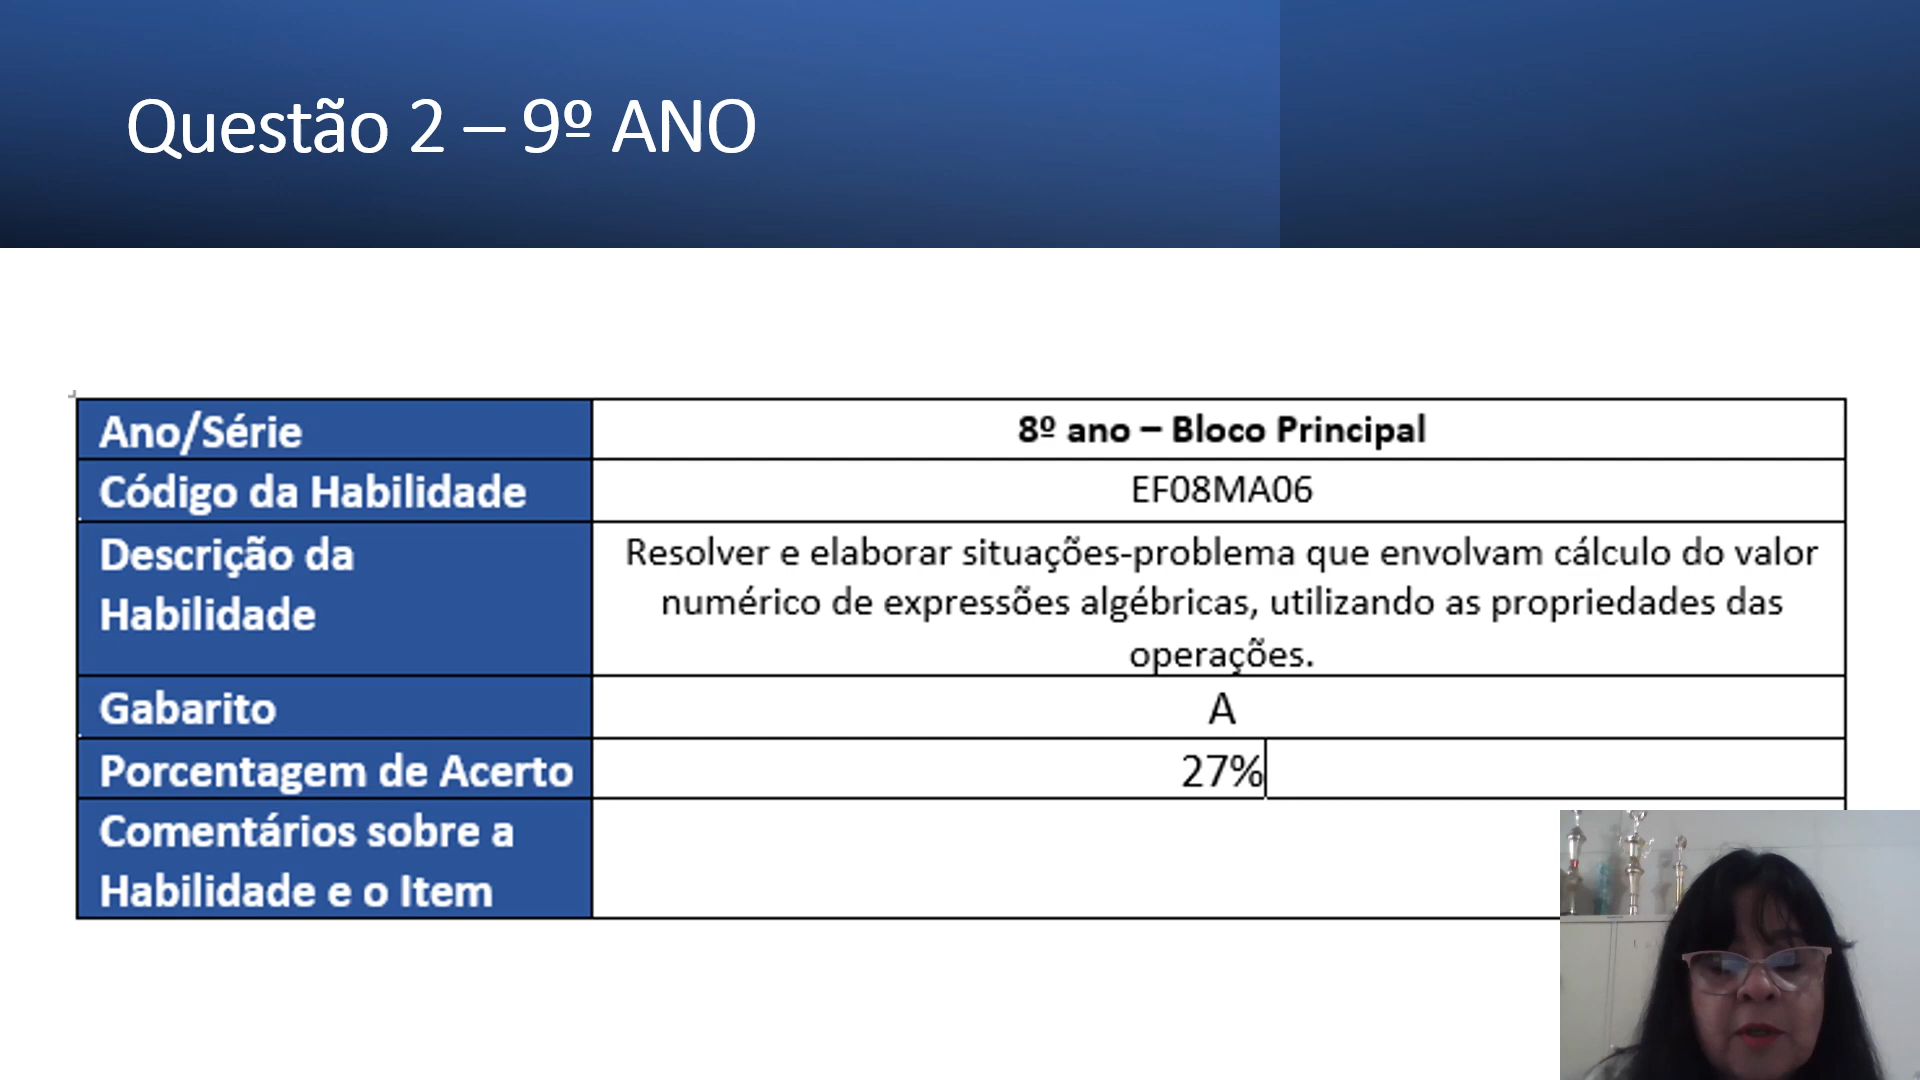 Questão 2 – 9º ANO
Ano/Série
8º ano – Bloco Principal
Código da Habilidade
EF08MA06
Descrição da
Habilidade
Resolver e elaborar situações-problema que envolvam cálculo do valor
numérico de expressões algébricas, utilizando as propriedades das
operações.
Gabarito
A
Porcentagem de Acerto
27%
Comentários sobre a
Habilidade e o Item